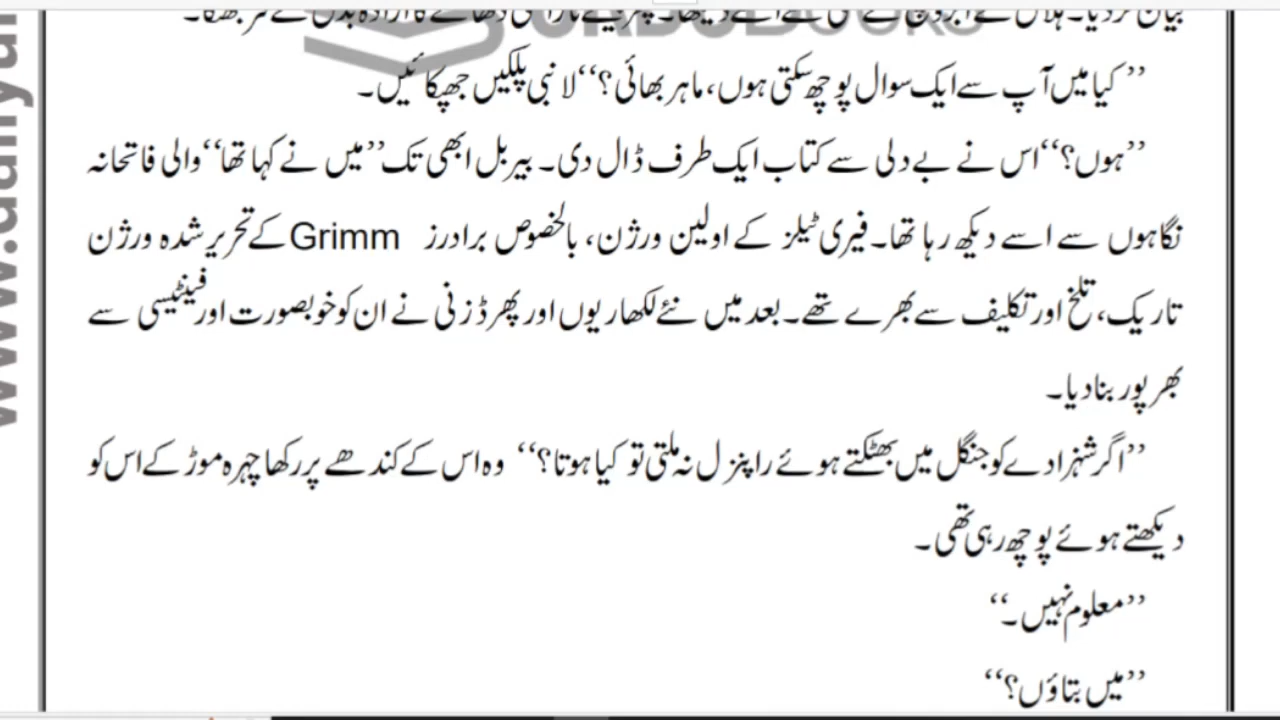 ’’کیا میں آپ سے ایک سوال پوچھ سکتی ہوں، ماہر بھائی؟‘‘ لانبی پلکیں جھپکائیں۔
’’ہوں؟‘‘ اس نے بے دلی سے کتاب ایک طرف ڈال دی۔ بیربل ابھی تک ’’میں نے کہا تھا‘‘ والی فاتحانہ
نگاہوں سے اسے دیکھ رہا تھا۔ فیری ٹیلز کے اولین ورژن، بالخصوص برادرز Grimm کے تحریر شدہ ورژن
تاریک، تلخ اور تکلیف سے بھرے تھے۔ بعد میں نئے لکھاریوں اور پھر ڈزنی نے ان کو خوبصورت اور فینٹیسی سے
بھرپور بنا دیا۔
’’اگر شہزادے کو جنگل میں بھٹکتے ہوئے راپنزل نہ ملتی تو کیا ہوتا؟‘‘ وہ اس کے کندھے پر رکھا چہرہ موڑ کے اس کو
دیکھتے ہوئے پوچھ رہی تھی۔
’’معلوم نہیں۔‘‘
’’میں بتاؤں؟‘‘